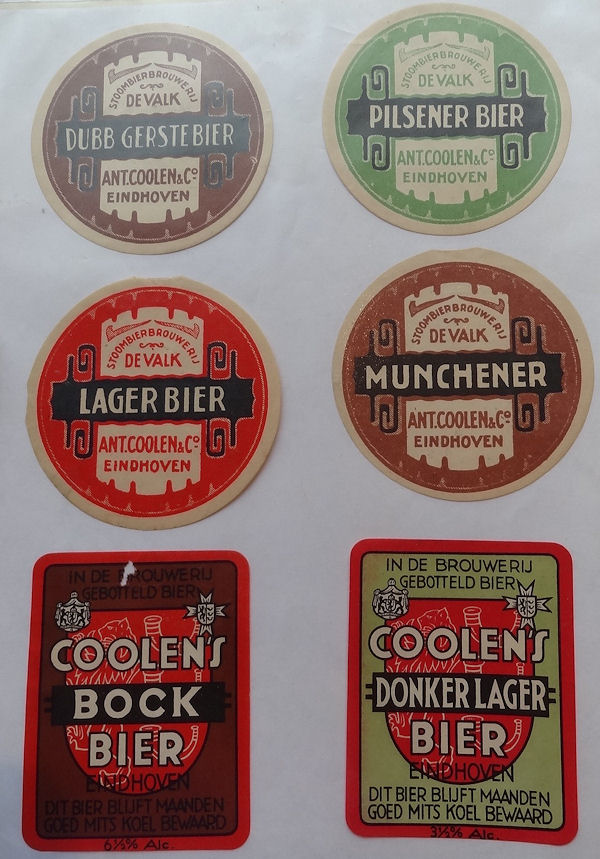 STOOMBIERBROUWERIJ
DE VALK
DUBB GERSTEBIER
ANT. COOLEN & Co
EINDHOVEN
STOOMBIERBROUWERIJ
DE VALK
PILSENER BIER
ANT. COOLEN & Co
EINDHOVEN
STOOMBIERBROUWERIJ
DE VALK
LAGER BIER
ANT. COOLEN & Co
EINDHOVEN
STOOMBIERBROUWERIJ
DE VALK
MUNCHENER
ANT. COOLEN & Co
EINDHOVEN
IN DE BROUWERIJ
GEBOTTELD BIER
COOLEN'S
BOCK
BIER
EINDHOVEN
DIT BIER BLIJFT MAANDEN
GOED MITS KOEL BEWAARD
6½% Alc.
IN DE BROUWERIJ
GEBOTTELD BIER
COOLEN'S
DONKER LAGER
BIER
EINDHOVEN
DIT BIER BLIJFT MAANDEN
GOED MITS KOEL BEWAARD
3½% Alc.